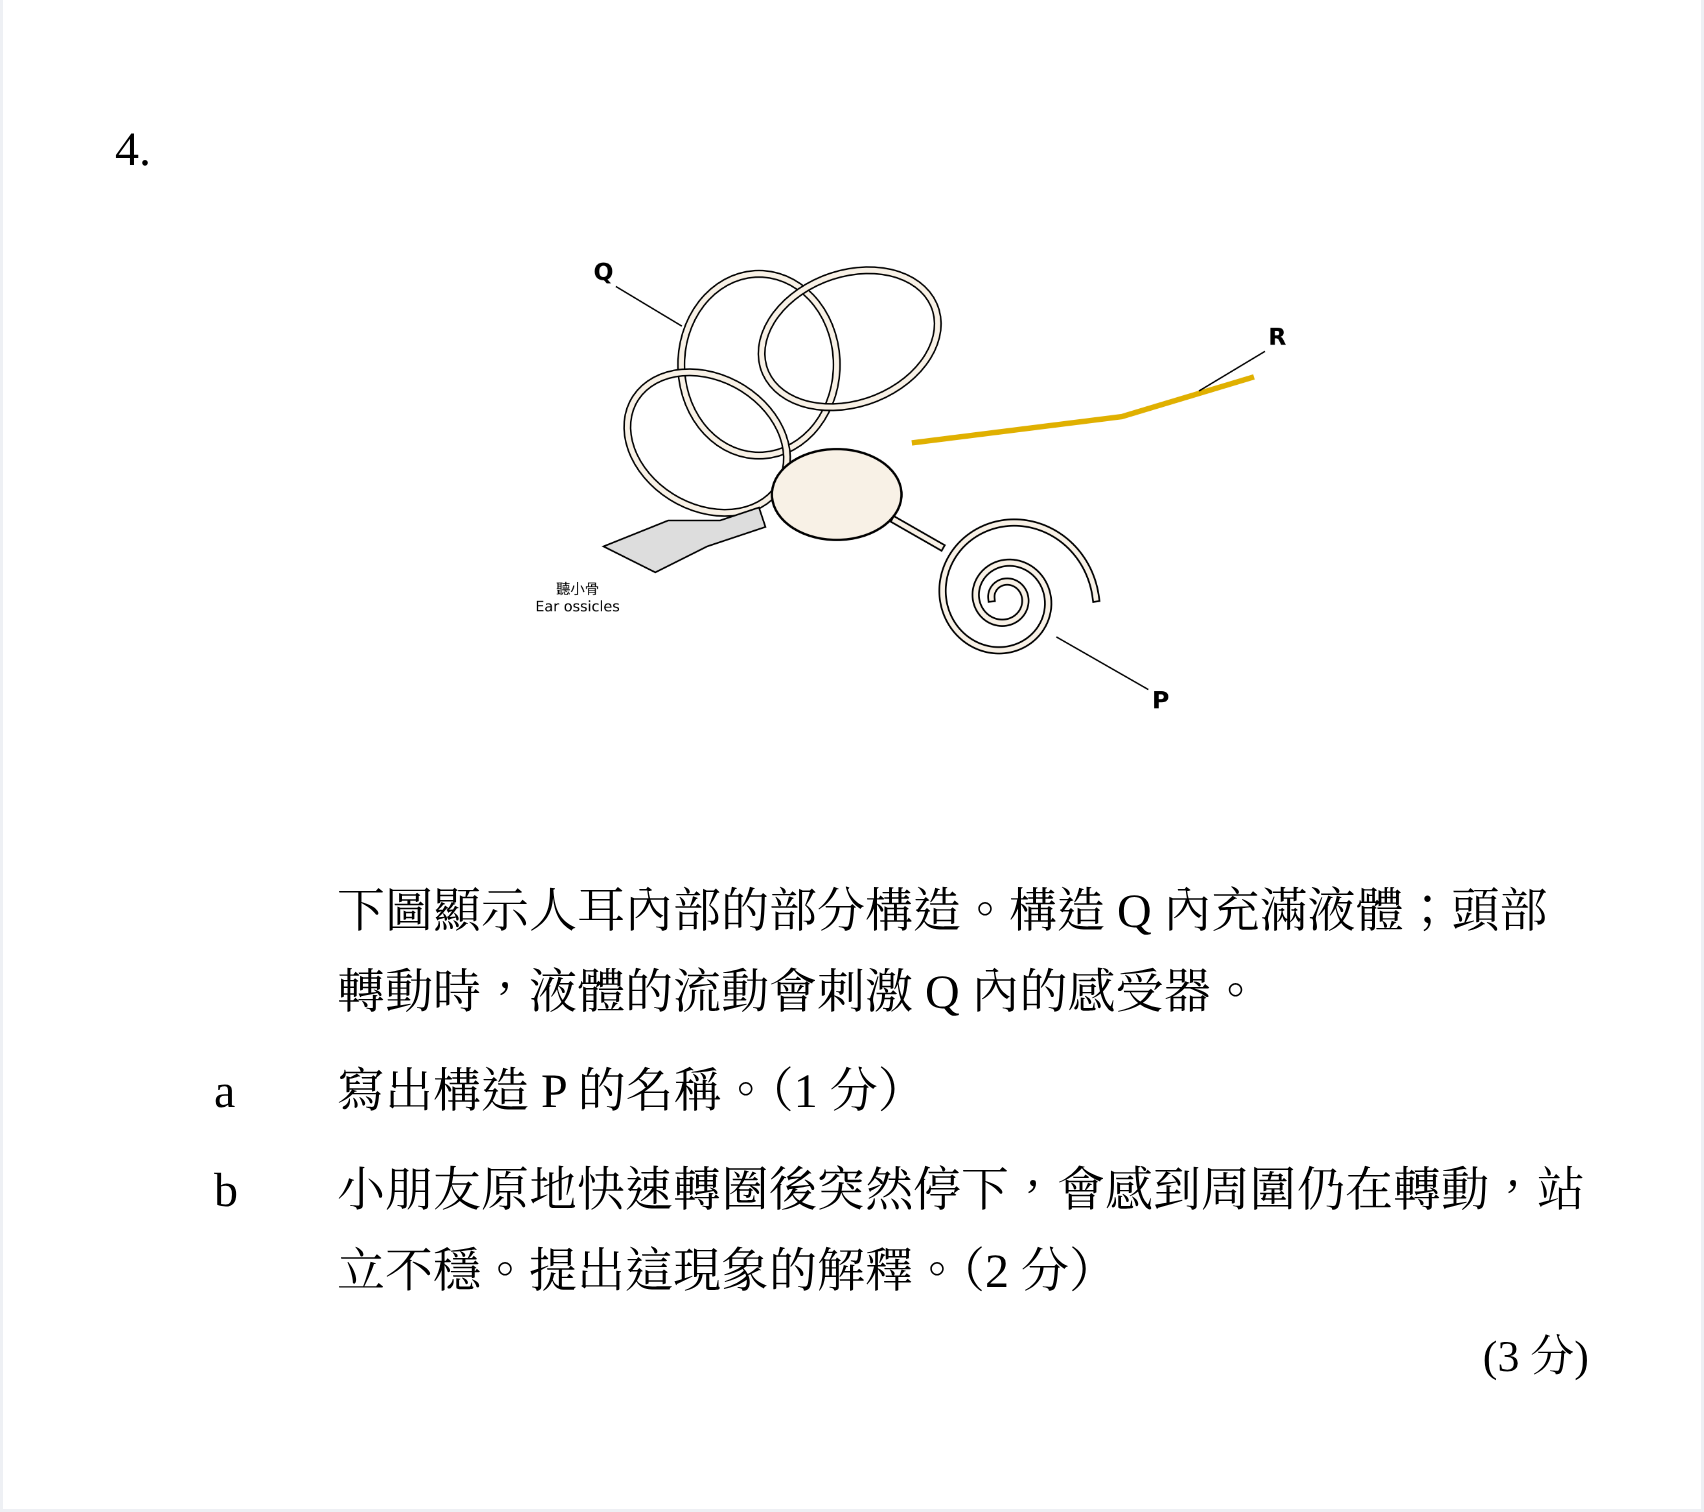 4.
Q
R
聽小骨
Ear ossicles
P
下圖顯示人耳內部的部分構造。構造 Q 內充滿液體；頭部
轉動時，液體的流動會刺激 Q 內的感受器。
a 寫出構造 P 的名稱。（1 分）
b 小朋友原地快速轉圈後突然停下，會感到周圍仍在轉動，站
立不穩。提出這現象的解釋。（2 分）
(3 分)